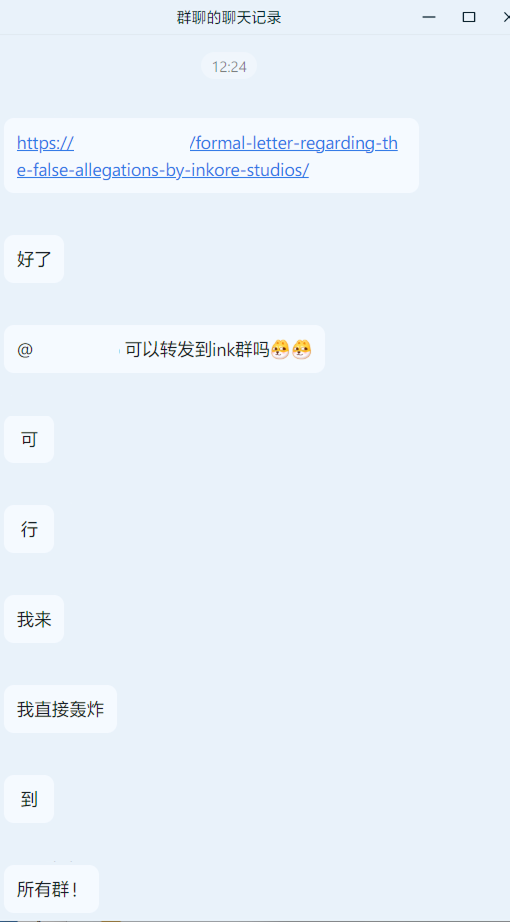 群聊的聊天记录
12:24
https:// /formal-letter-regarding-th
e-false-allegations-by-inkore-studios/
好了
@ 可以转发到ink群吗
可
行
我来
我直接轰炸
到
所有群！